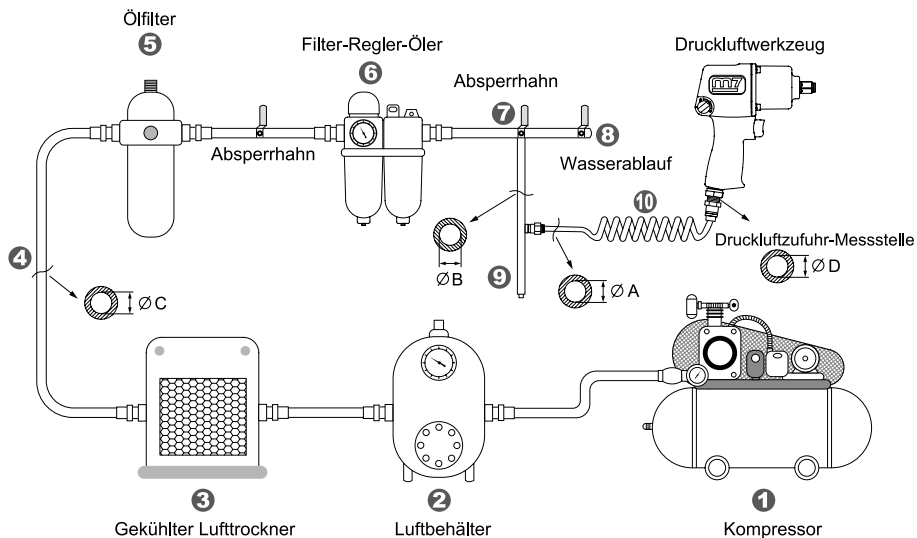 Ölfilter
5
Filter-Regler-Öler
6
Druckluftwerkzeug
Absperrhahn
7
8
Absperrhahn
Wasserablauf
10
Druckluftzufuhr-Messstelle
4
9
∅B
∅A
∅D
∅C
3
Gekühlter Lufttrockner
2
Luftbehälter
1
Kompressor
m7